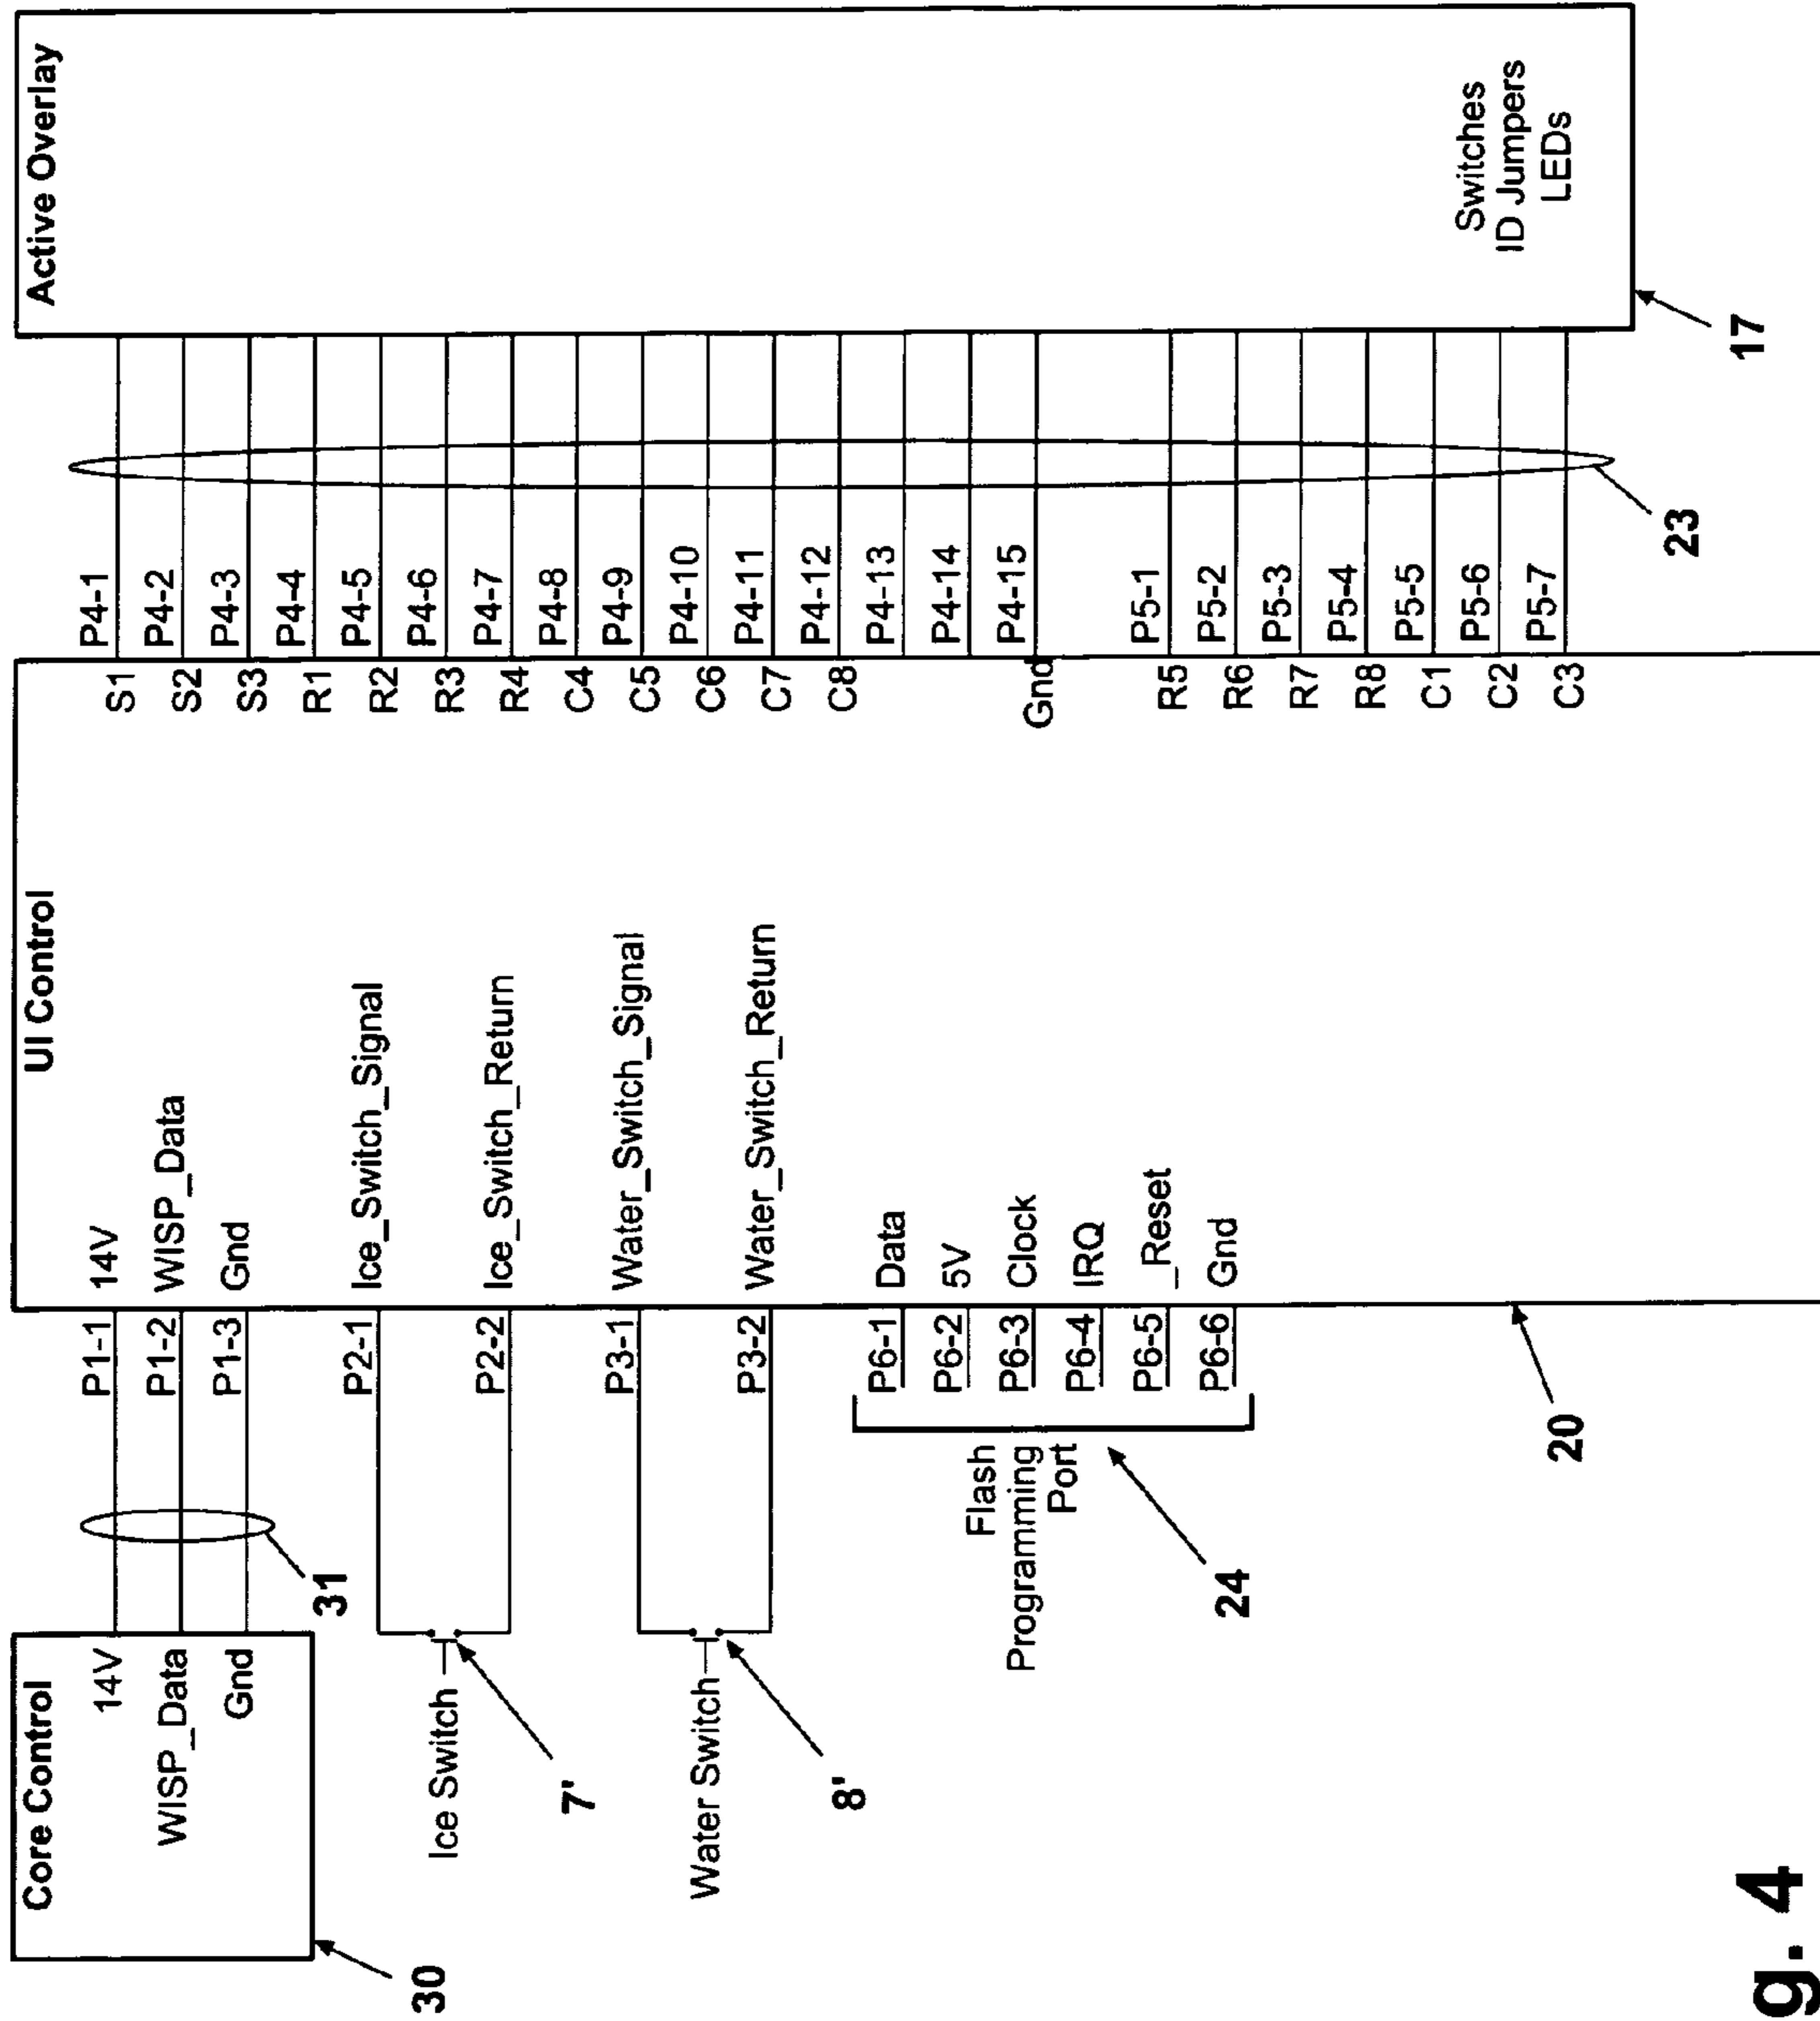 Core Control
14V
WISP_Data
Gnd
30
31
Ice Switch
7'
Water Switch
8'
Flash
Programming
Port
24
UI Control
P1-1 14V
P1-2 WISP_Data
P1-3 Gnd
P2-1 Ice_Switch_Signal
P2-2 Ice_Switch_Return
P3-1 Water_Switch_Signal
P3-2 Water_Switch_Return
P6-1 Data
P6-2 5V
P6-3 Clock
P6-4 IRQ
P6-5 _Reset
P6-6 Gnd
20
S1 P4-1
S2 P4-2
S3 P4-3
R1 P4-4
R2 P4-5
R3 P4-6
R4 P4-7
C4 P4-8
C5 P4-9
C6 P4-10
C7 P4-11
C8 P4-12
P4-13
P4-14
Gnd P4-15
R5 P5-1
R6 P5-2
R7 P5-3
R8 P5-4
C1 P5-5
C2 P5-6
C3 P5-7
23
Active Overlay
Switches
ID Jumpers
LEDs
17
g. 4